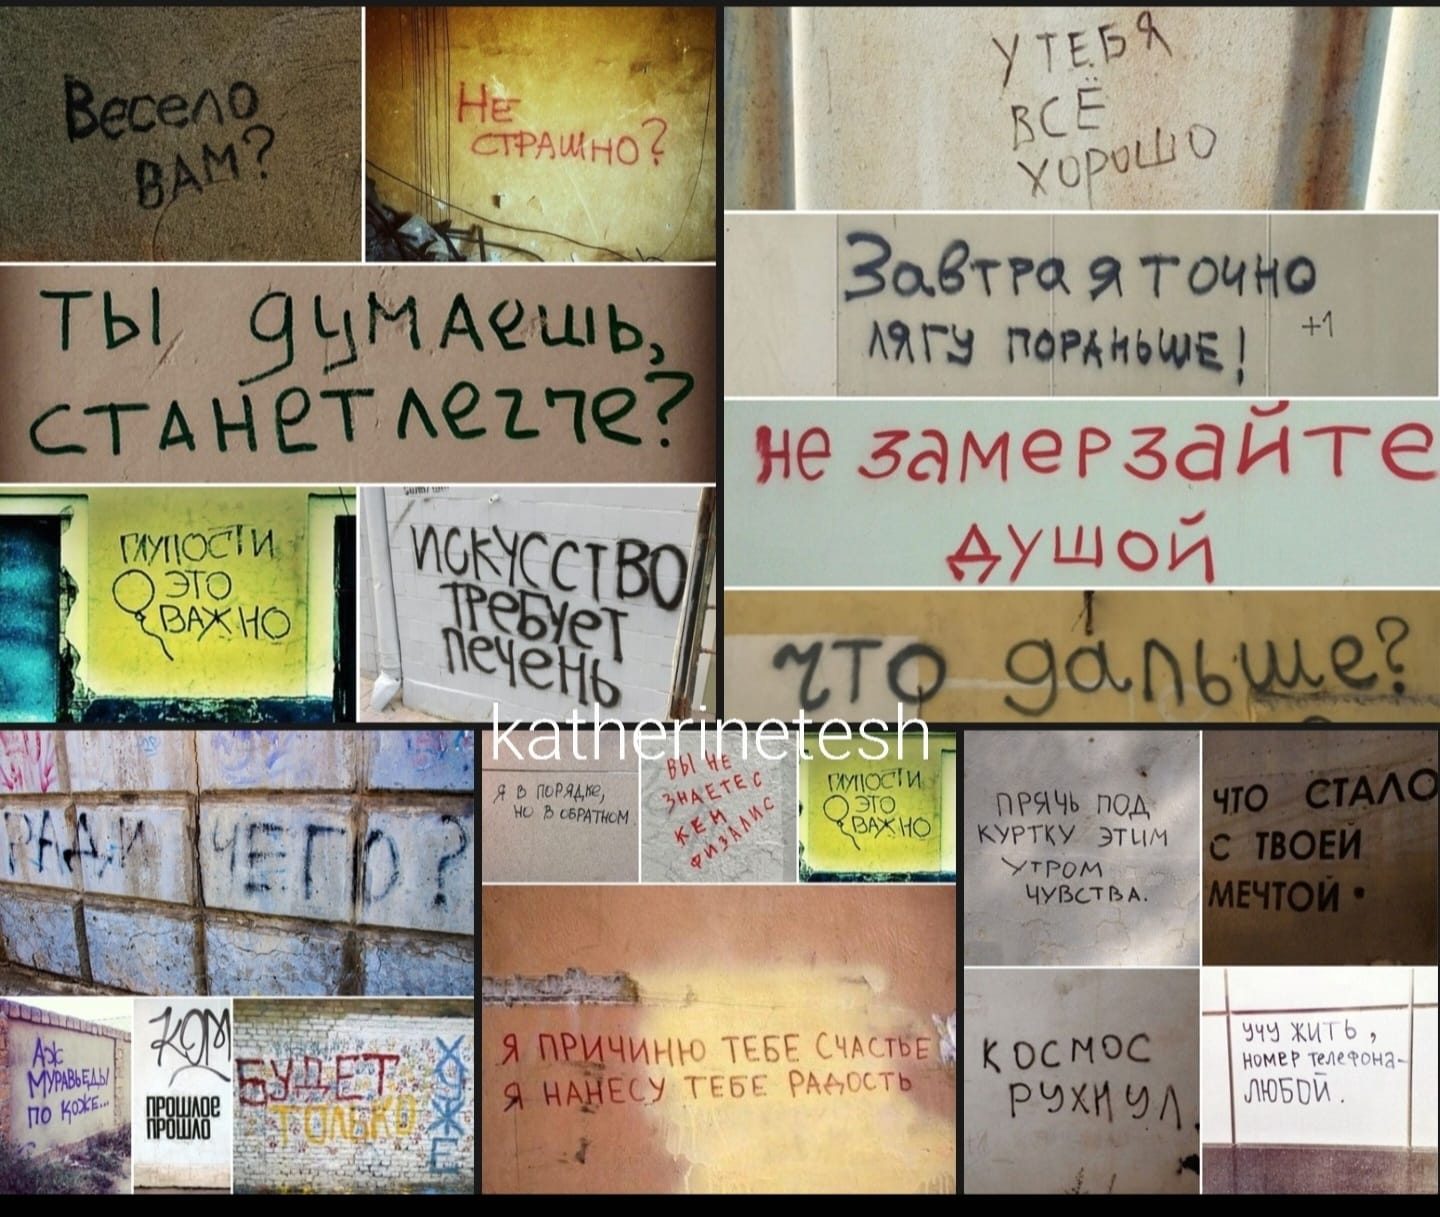 Весело
ВАМ?
НЕ
СТРАШНО?
ТЫ думаешь,
СТАНЕТ легче?
ГЛУПОСТИ
ЭТО
ВАЖНО
ИСКУССТВО
ТРебуеТ
печень
У ТЕБЯ
ВСЁ
ХОРОШО
Завтра я точно
лягу пораньше!
+1
не замерзайте
душой
что дальше?
katherinetesh
РАДИ ЧЕГО?
АЖ
МУРАВЬЕДЫ
ПО КОЖЕ...
КОМ
ПРОШЛОЕ
ПРОШЛО
БУДЕТ
ТОЛЬКО
ХУЖЕ
Я В ПОРЯДКЕ,
НО В ОБРАТНОМ.
ВЫ НЕ
ЗНАЕТЕ С
КЕМ
ФИЗАЛИС
ГЛУПОСТИ
ЭТО
ВАЖНО
Я ПРИЧИНЮ ТЕБЕ СЧАСТЬЕ
Я НАНЕСУ ТЕБЕ РАДОСТЬ
ПРЯЧЬ ПОД
КУРТКУ ЭТИМ
УТРОМ
ЧУВСТВА.
ЧТО СТАЛО
С ТВОЕЙ
МЕЧТОЙ
КОСМОС
РУХНУЛ
УЧУ ЖИТЬ,
НОМЕР ТЕЛЕФОНА-
ЛЮБОЙ.